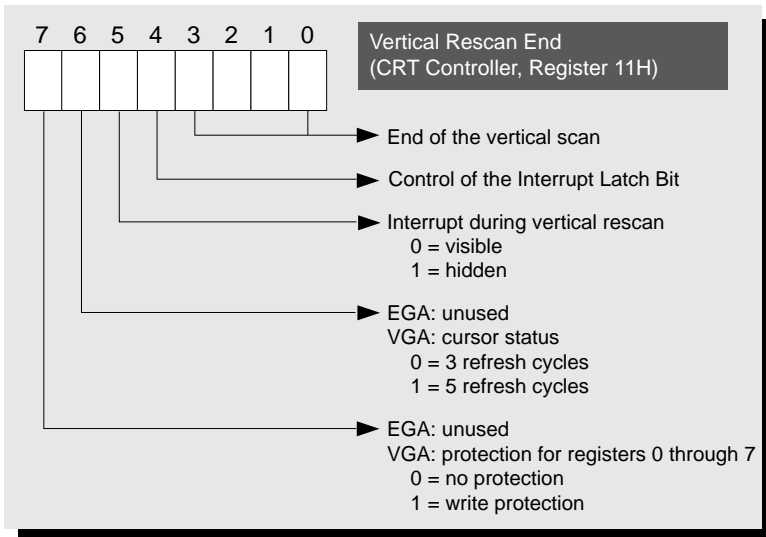 7 6 5 4 3 2 1 0
Vertical Rescan End
(CRT Controller, Register 11H)
End of the vertical scan
Control of the Interrupt Latch Bit
Interrupt during vertical rescan
0 = visible
1 = hidden
EGA: unused
VGA: cursor status
0 = 3 refresh cycles
1 = 5 refresh cycles
EGA: unused
VGA: protection for registers 0 through 7
0 = no protection
1 = write protection